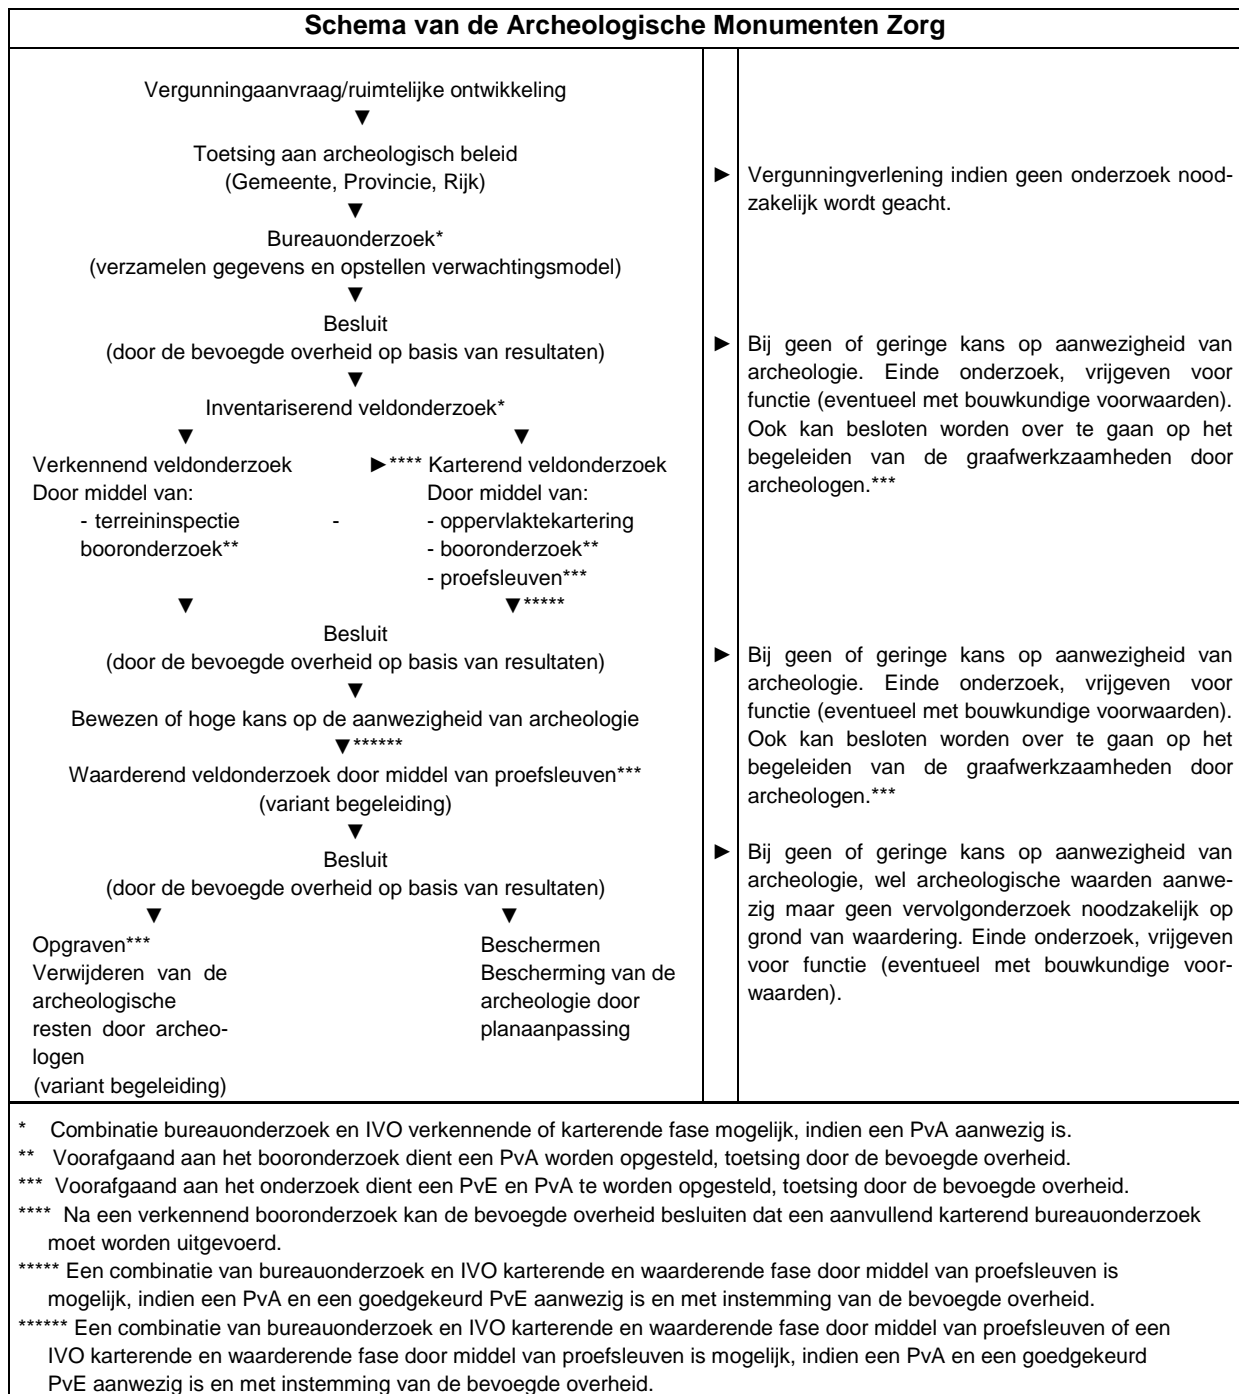 Schema van de Archeologische Monumenten Zorg
Vergunningaanvraag/ruimtelijke ontwikkeling
▼
Toetsing aan archeologisch beleid
(Gemeente, Provincie, Rijk)
▼
Bureauonderzoek*
(verzamelen gegevens en opstellen verwachtingsmodel)
▼
Besluit
(door de bevoegde overheid op basis van resultaten)
▼
Inventariserend veldonderzoek*
▼ ▼
Verkennend veldonderzoek ►**** Karterend veldonderzoek
Door middel van: Door middel van:
- terreininspectie - - oppervlaktekartering
booronderzoek** - booronderzoek**
- proefsleuven***
▼ ▼*****
Besluit
(door de bevoegde overheid op basis van resultaten)
▼
Bewezen of hoge kans op de aanwezigheid van archeologie
▼******
Waarderend veldonderzoek door middel van proefsleuven***
(variant begeleiding)
▼
Besluit
(door de bevoegde overheid op basis van resultaten)
▼ ▼
Opgraven***
Verwijderen van de
archeologische
resten door archeo-
logen
(variant begeleiding)
Beschermen
Bescherming van de
archeologie door
planaanpassing
► Vergunningverlening indien geen onderzoek nood-
zakelijk wordt geacht.
► Bij geen of geringe kans op aanwezigheid van
archeologie. Einde onderzoek, vrijgeven voor
functie (eventueel met bouwkundige voorwaarden).
Ook kan besloten worden over te gaan op het
begeleiden van de graafwerkzaamheden door
archeologen.***
► Bij geen of geringe kans op aanwezigheid van
archeologie. Einde onderzoek, vrijgeven voor
functie (eventueel met bouwkundige voorwaarden).
Ook kan besloten worden over te gaan op het
begeleiden van de graafwerkzaamheden door
archeologen.***
► Bij geen of geringe kans op aanwezigheid van
archeologie, wel archeologische waarden aanwe-
zig maar geen vervolgonderzoek noodzakelijk op
grond van waardering. Einde onderzoek, vrijgeven
voor functie (eventueel met bouwkundige voor-
waarden).
* Combinatie bureauonderzoek en IVO verkennende of karterende fase mogelijk, indien een PvA aanwezig is.
** Voorafgaand aan het booronderzoek dient een PvA worden opgesteld, toetsing door de bevoegde overheid.
*** Voorafgaand aan het onderzoek dient een PvE en PvA te worden opgesteld, toetsing door de bevoegde overheid.
**** Na een verkennend booronderzoek kan de bevoegde overheid besluiten dat een aanvullend karterend bureauonderzoek
moet worden uitgevoerd.
***** Een combinatie van bureauonderzoek en IVO karterende en waarderende fase door middel van proefsleuven is
mogelijk, indien een PvA en een goedgekeurd PvE aanwezig is en met instemming van de bevoegde overheid.
****** Een combinatie van bureauonderzoek en IVO karterende en waarderende fase door middel van proefsleuven of een
IVO karterende en waarderende fase door middel van proefsleuven is mogelijk, indien een PvA en een goedgekeurd
PvE aanwezig is en met instemming van de bevoegde overheid.